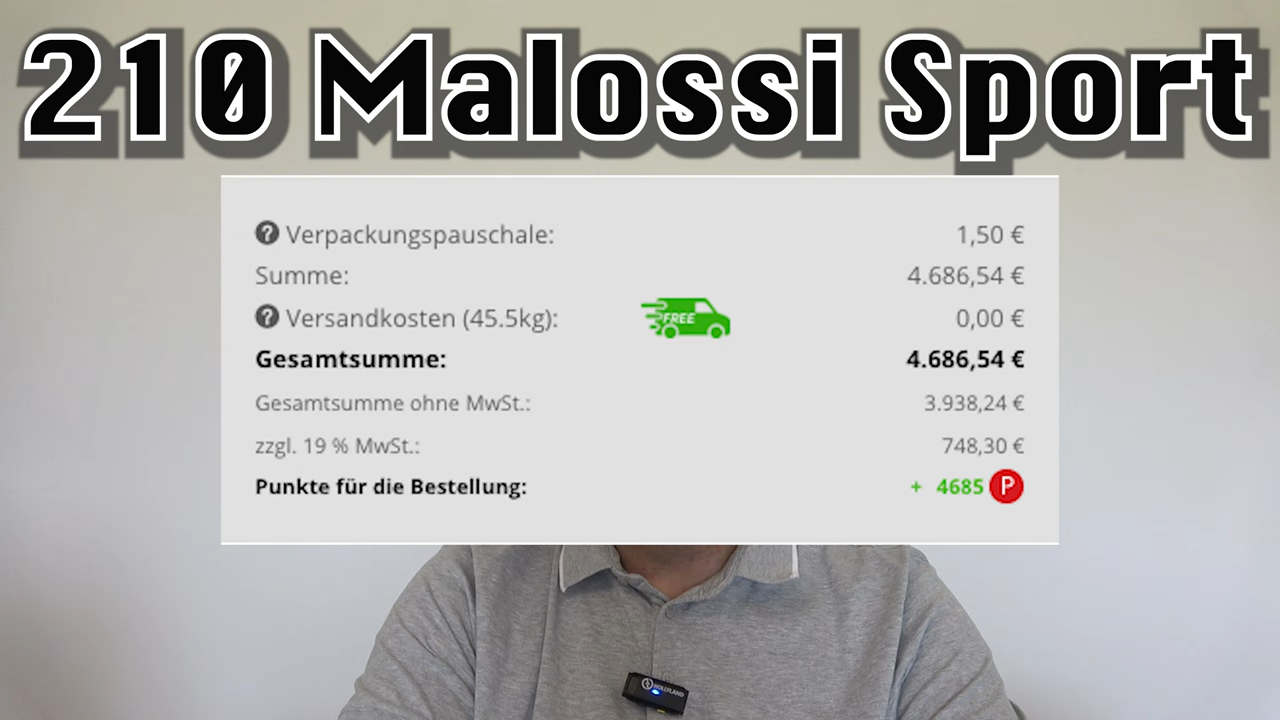 210 Malossi Sport
Verpackungspauschale: 1,50 €
Summe: 4.686,54 €
Versandkosten (45.5kg): FREE 0,00 €
Gesamtsumme: 4.686,54 €
Gesamtsumme ohne MwSt.: 3.938,24 €
zzgl. 19 % MwSt.: 748,30 €
Punkte für die Bestellung: + 4685 P
HOLLYLAND